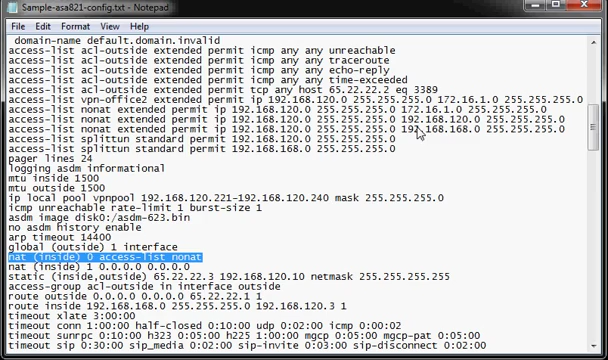 Sample-asa821-config.txt - Notepad
File Edit Format View Help
domain-name default.domain.invalid
access-list acl-outside extended permit icmp any any unreachable
access-list acl-outside extended permit icmp any any traceroute
access-list acl-outside extended permit icmp any any echo-reply
access-list acl-outside extended permit icmp any any time-exceeded
access-list acl-outside extended permit tcp any host 65.22.22.2 eq 3389
access-list vpn-office2 extended permit ip 192.168.120.0 255.255.255.0 172.16.1.0 255.255.255.0
access-list nonat extended permit ip 192.168.120.0 255.255.255.0 172.16.1.0 255.255.255.0
access-list nonat extended permit ip 192.168.120.0 255.255.255.0 192.168.120.0 255.255.255.0
access-list nonat extended permit ip 192.168.120.0 255.255.255.0 192.168.168.0 255.255.255.0
access-list splittun standard permit 192.168.120.0 255.255.255.0
access-list splittun standard permit 192.168.168.0 255.255.255.0
pager lines 24
logging asdm informational
mtu inside 1500
mtu outside 1500
ip local pool vpnpool 192.168.120.221-192.168.120.240 mask 255.255.255.0
icmp unreachable rate-limit 1 burst-size 1
asdm image disk0:/asdm-623.bin
no asdm history enable
arp timeout 14400
global (outside) 1 interface
nat (inside) 0 access-list nonat
nat (inside) 1 0.0.0.0 0.0.0.0
static (inside,outside) 65.22.22.3 192.168.120.10 netmask 255.255.255.255
access-group acl-outside in interface outside
route outside 0.0.0.0 0.0.0.0 65.22.22.1 1
route inside 192.168.168.0 255.255.255.0 192.168.120.3 1
timeout xlate 3:00:00
timeout conn 1:00:00 half-closed 0:10:00 udp 0:02:00 icmp 0:00:02
timeout sunrpc 0:10:00 h323 0:05:00 h225 1:00:00 mgcp 0:05:00 mgcp-pat 0:05:00
timeout sip 0:30:00 sip_media 0:02:00 sip-invite 0:03:00 sip-disconnect 0:02:00